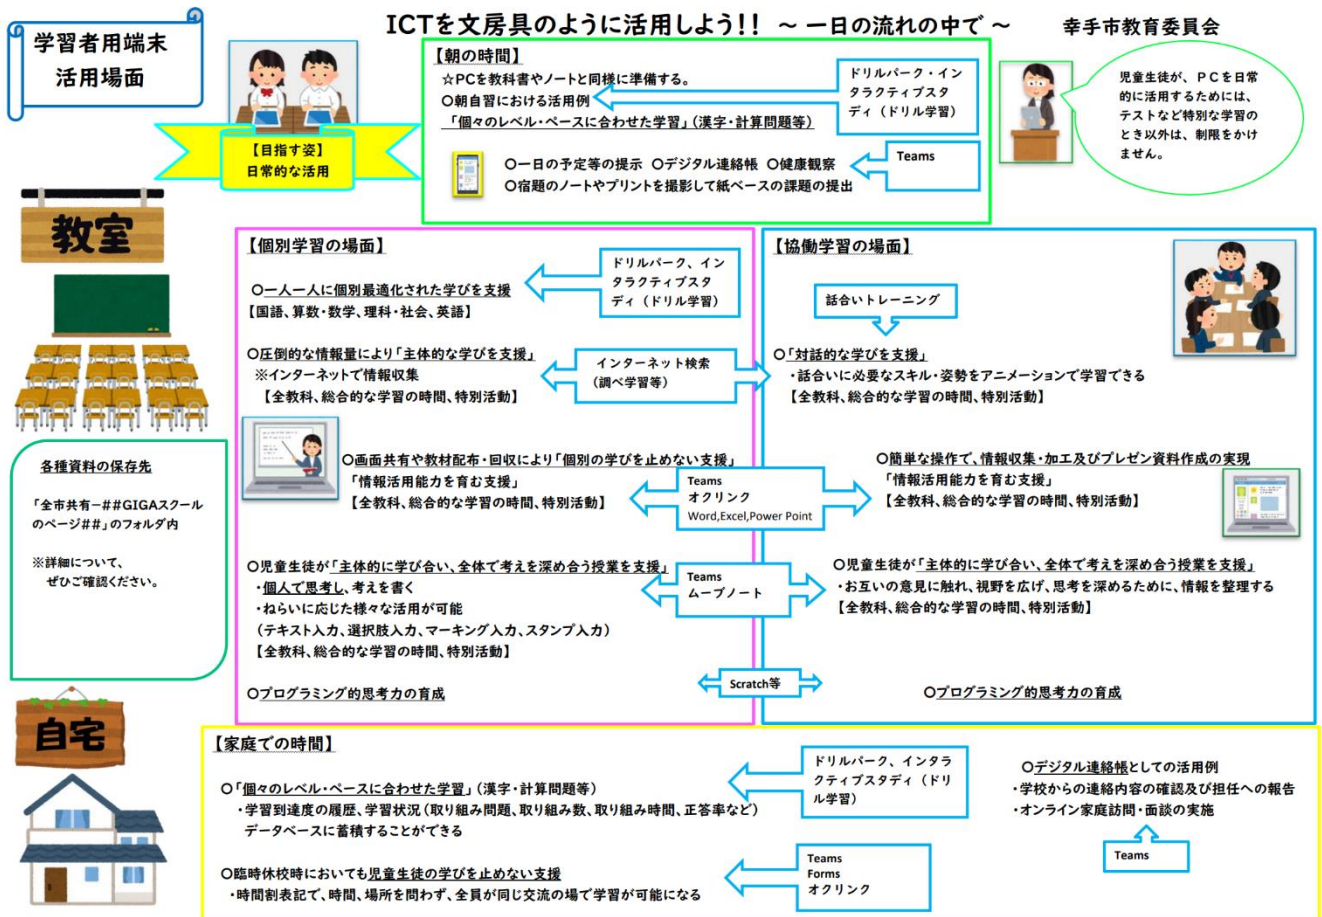 学習者用端末
活用場面
ICTを文房具のように活用しよう!! ～ 一日の流れの中で ～ 幸手市教育委員会
【目指す姿】
日常的な活用
【朝の時間】
☆PCを教科書やノートと同様に準備する。
〇朝自習における活用例
「個々のレベル・ペースに合わせた学習」(漢字・計算問題等)
ドリルパーク・イン
タラクティブスタ
ディ(ドリル学習)
〇一日の予定等の提示 〇デジタル連絡帳 〇健康観察
〇宿題のノートやプリントを撮影して紙ベースの課題の提出
Teams
児童生徒が、PCを日常
的に活用するためには、
テストなど特別な学習の
とき以外は、制限をかけ
ません。
教室
各種資料の保存先
「全市共有－##GIGAスクール
のページ##」のフォルダ内
※詳細について、
ぜひご確認ください。
【個別学習の場面】
〇一人一人に個別最適化された学びを支援
【国語、算数・数学、理科・社会、英語】
ドリルパーク、イン
タラクティブスタ
ディ(ドリル学習)
〇圧倒的な情報量により「主体的な学びを支援」
※インターネットで情報収集
【全教科、総合的な学習の時間、特別活動】
インターネット検索
(調べ学習等)
〇画面共有や教材配布・回収により「個別の学びを止めない支援」
「情報活用能力を育む支援」
【全教科、総合的な学習の時間、特別活動】
Teams
オクリンク
Word,Excel,Power Point
〇児童生徒が「主体的に学び合い、全体で考えを深め合う授業を支援」
・個人で思考し、考えを書く
・ねらいに応じた様々な活用が可能
(テキスト入力、選択肢入力、マーキング入力、スタンプ入力)
【全教科、総合的な学習の時間、特別活動】
Teams
ムーブノート
〇プログラミング的思考力の育成
Scratch等
【協働学習の場面】
話合いトレーニング
〇「対話的な学びを支援」
・話合いに必要なスキル・姿勢をアニメーションで学習できる
【全教科、総合的な学習の時間、特別活動】
〇簡単な操作で、情報収集・加工及びプレゼン資料作成の実現
「情報活用能力を育む支援」
【全教科、総合的な学習の時間、特別活動】
〇児童生徒が「主体的に学び合い、全体で考えを深め合う授業を支援」
・お互いの意見に触れ、視野を広げ、思考を深めるために、情報を整理する
【全教科、総合的な学習の時間、特別活動】
〇プログラミング的思考力の育成
自宅
【家庭での時間】
〇「個々のレベル・ペースに合わせた学習」(漢字・計算問題等)
・学習到達度の履歴、学習状況(取り組み問題、取り組み数、取り組み時間、正答率など)
データベースに蓄積することができる
ドリルパーク、インタラ
クティブスタディ(ドリ
ル学習)
〇臨時休校時においても児童生徒の学びを止めない支援
・時間割表記で、時間、場所を問わず、全員が同じ交流の場で学習が可能になる
Teams
Forms
オクリンク
〇デジタル連絡帳としての活用例
・学校からの連絡内容の確認及び担任への報告
・オンライン家庭訪問・面談の実施
Teams